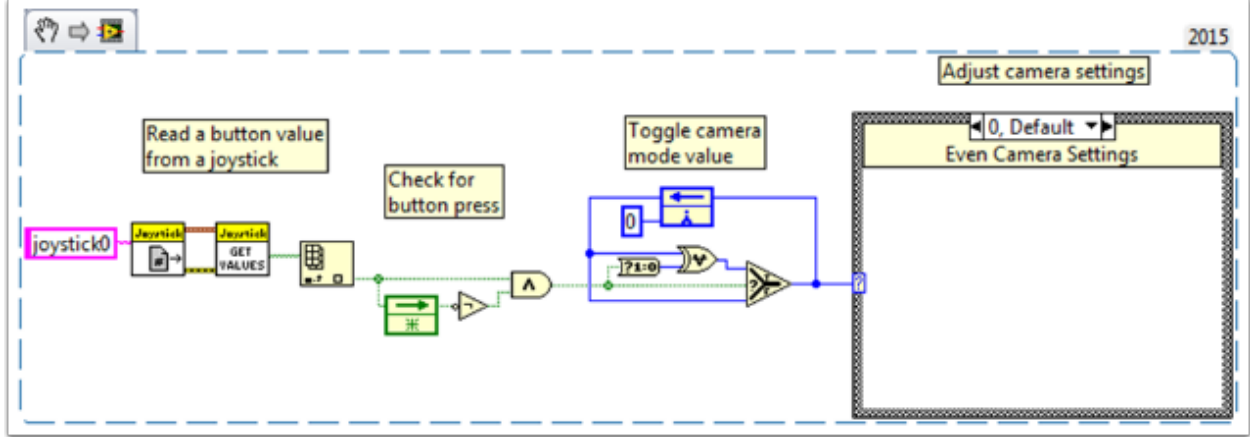 2015
Adjust camera settings
0, Default
Even Camera Settings
Read a button value
from a joystick
Check for
button press
Toggle camera
mode value
joystick0
Joystick
Joystick
GET
VALUES
0
?1:0
?
?